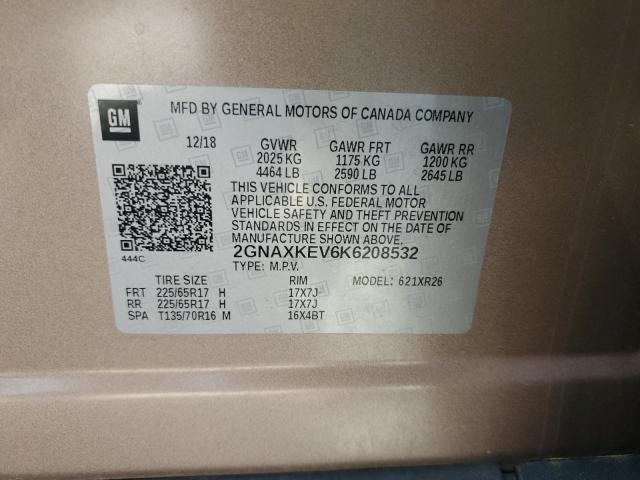 GM
MFD BY GENERAL MOTORS OF CANADA COMPANY
12/18 GVWR GAWR FRT GAWR RR
2025 KG 1175 KG 1200 KG
4464 LB 2590 LB 2645 LB
THIS VEHICLE CONFORMS TO ALL
APPLICABLE U.S. FEDERAL MOTOR
VEHICLE SAFETY AND THEFT PREVENTION
STANDARDS IN EFFECT ON THE DATE OF
MANUFACTURE SHOWN ABOVE.
444C 2GNAXKEV6K6208532
TYPE: M.P.V.
TIRE SIZE RIM MODEL: 621XR26
FRT 225/65R17 H 17X7J
RR 225/65R17 H 17X7J
SPA T135/70R16 M 16X4BT